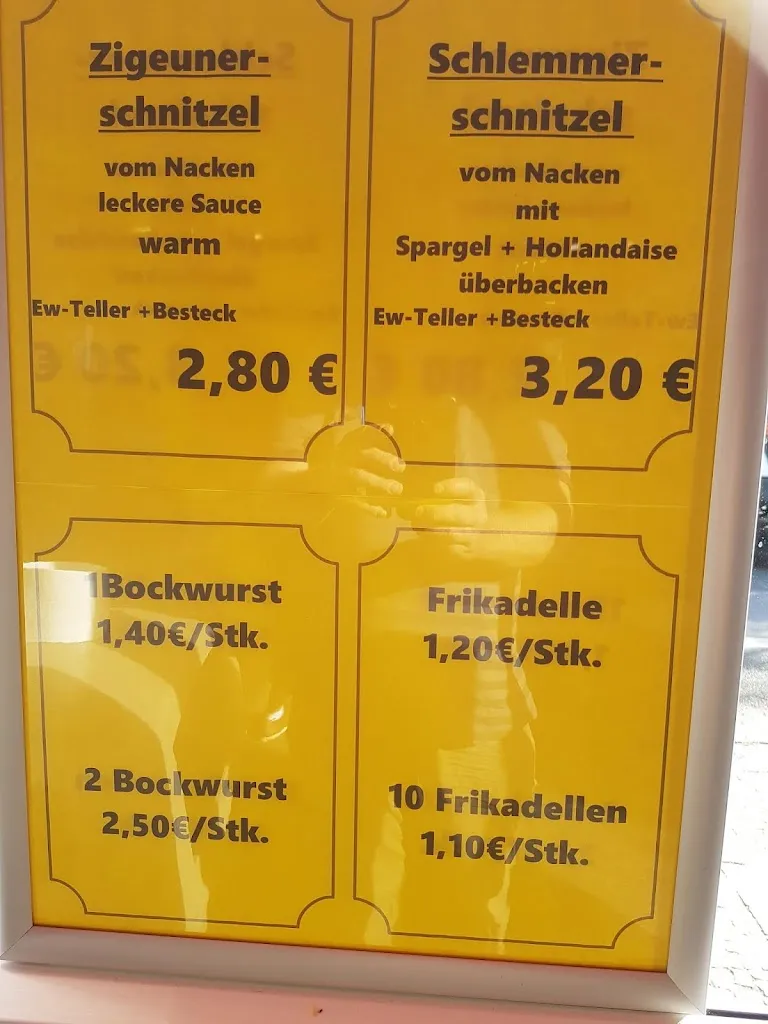 Zigeuner-
schnitzel
vom Nacken
leckere Sauce
warm
Ew-Teller +Besteck
2,80 €
Schlemmer-
schnitzel
vom Nacken
mit
Spargel + Hollandaise
überbacken
Ew-Teller +Besteck
3,20 €
1Bockwurst
1,40€/Stk.
2 Bockwurst
2,50€/Stk.
Frikadelle
1,20€/Stk.
10 Frikadellen
1,10€/Stk.